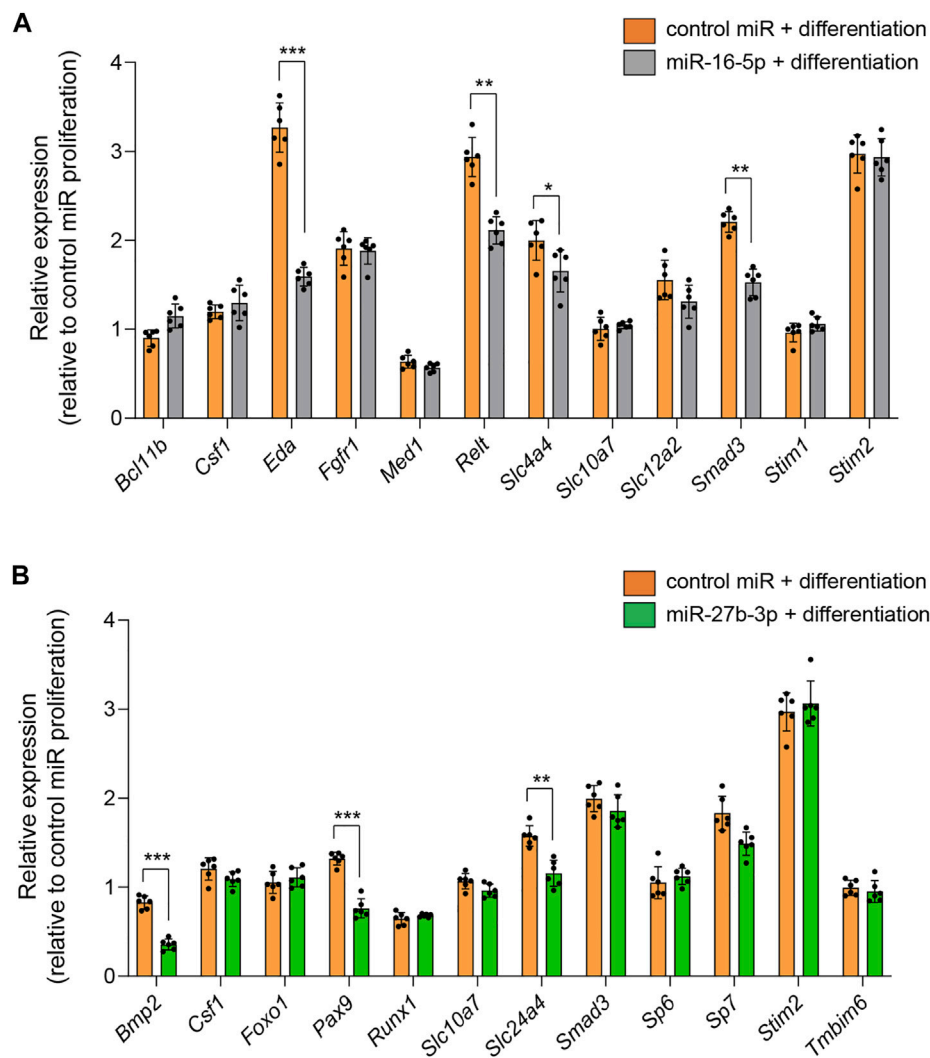 A
control miR + differentiation
miR-16-5p + differentiation
Relative expression
(relative to control miR proliferation)
4
3
2
1
0
***
**
*
**
Bcl11b
Csf1
Eda
Fgfr1
Med1
Relt
Slc4a4
Slc10a7
Slc12a2
Smad3
Stim1
Stim2
B
control miR + differentiation
miR-27b-3p + differentiation
Relative expression
(relative to control miR proliferation)
4
3
2
1
0
***
***
**
Bmp2
Csf1
Foxo1
Pax9
Runx1
Slc10a7
Slc24a4
Smad3
Sp6
Sp7
Stim2
Tmbim6